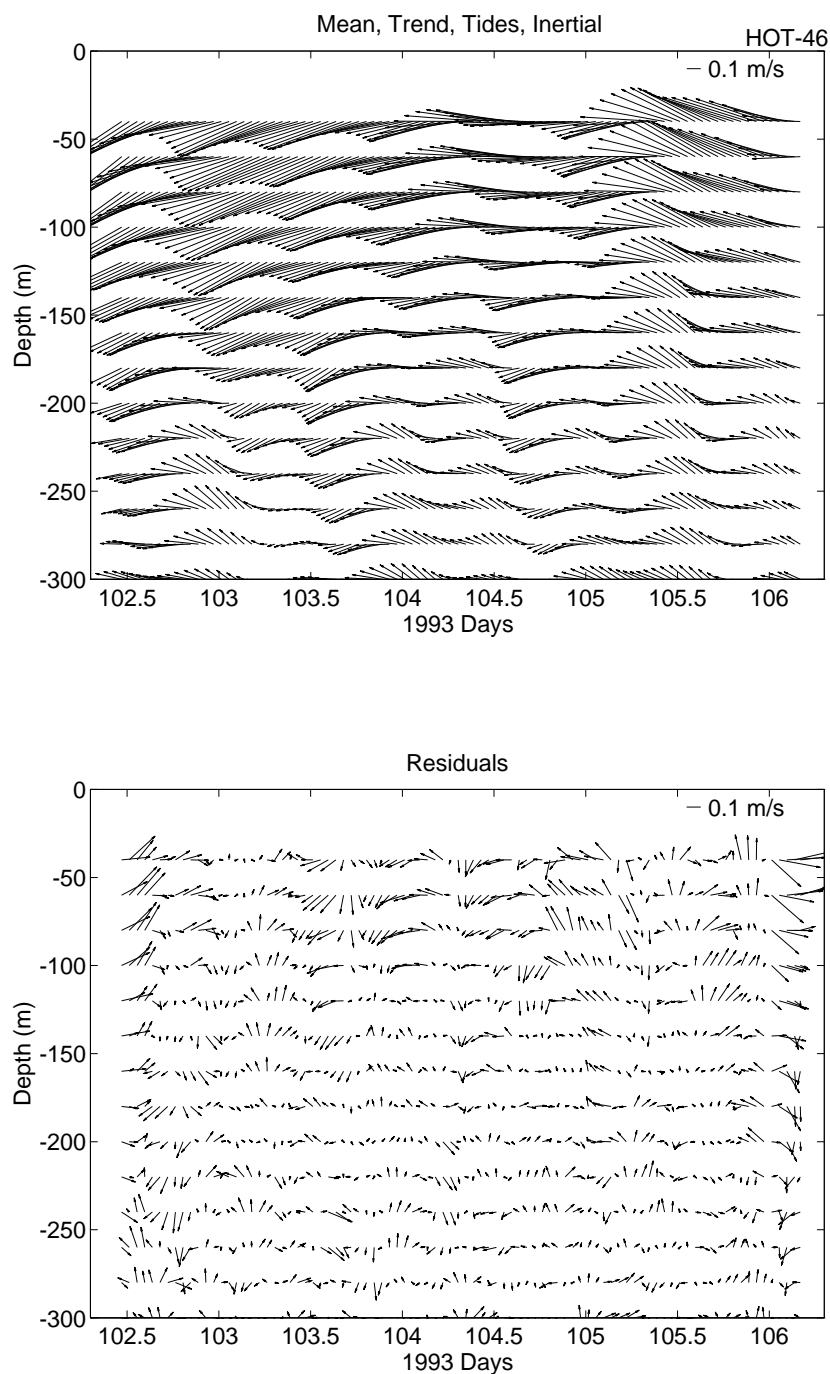 Mean, Trend, Tides, Inertial
HOT-46
0.1 m/s
0
-50
-100
-150
-200
-250
-300
Depth (m)
102.5 103 103.5 104 104.5 105 105.5 106
1993 Days
Residuals
0.1 m/s
0
-50
-100
-150
-200
-250
-300
Depth (m)
102.5 103 103.5 104 104.5 105 105.5 106
1993 Days